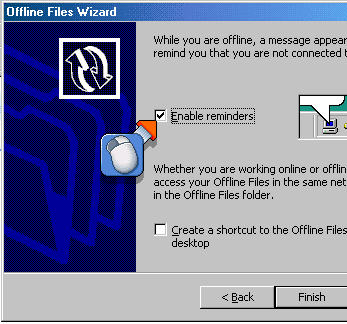 Offline Files Wizard
While you are offline, a message appear
remind you that you are not connected t
Enable reminders
Whether you are working online or offlin
access your Offline Files in the same net
in the Offline Files folder.
Create a shortcut to the Offline Files
desktop
< Back
Finish